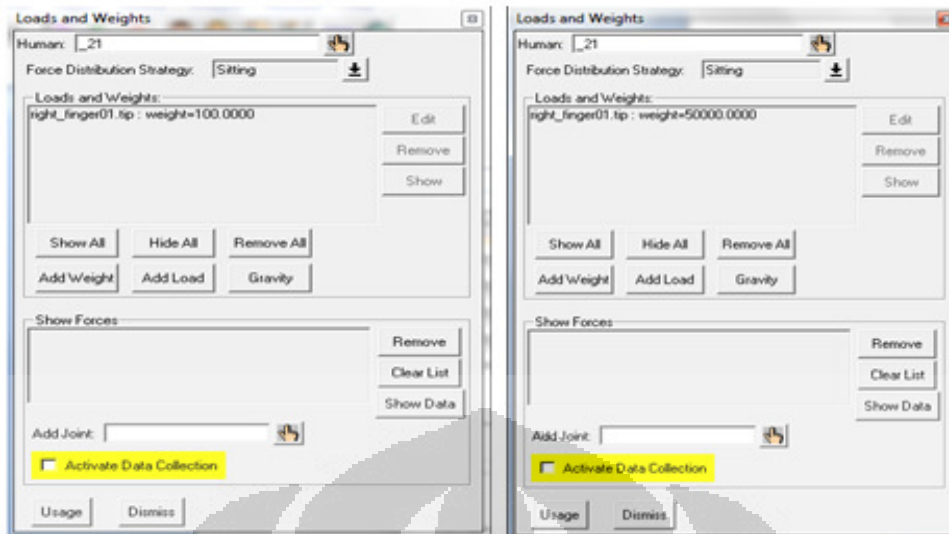 Loads and Weights
Human: _21
Force Distribution Strategy: Sitting
Loads and Weights:
right_finger01.tip : weight=100.0000
Edit
Remove
Show
Show All Hide All Remove All
Add Weight Add Load Gravity
Show Forces
Remove
Clear List
Show Data
Add Joint:
Activate Data Collection
Usage Dismiss
Loads and Weights
Human: _21
Force Distribution Strategy: Sitting
Loads and Weights:
right_finger01.tip : weight=50000.0000
Edit
Remove
Show
Show All Hide All Remove All
Add Weight Add Load Gravity
Show Forces
Remove
Clear List
Show Data
Add Joint:
Activate Data Collection
Usage Dismiss